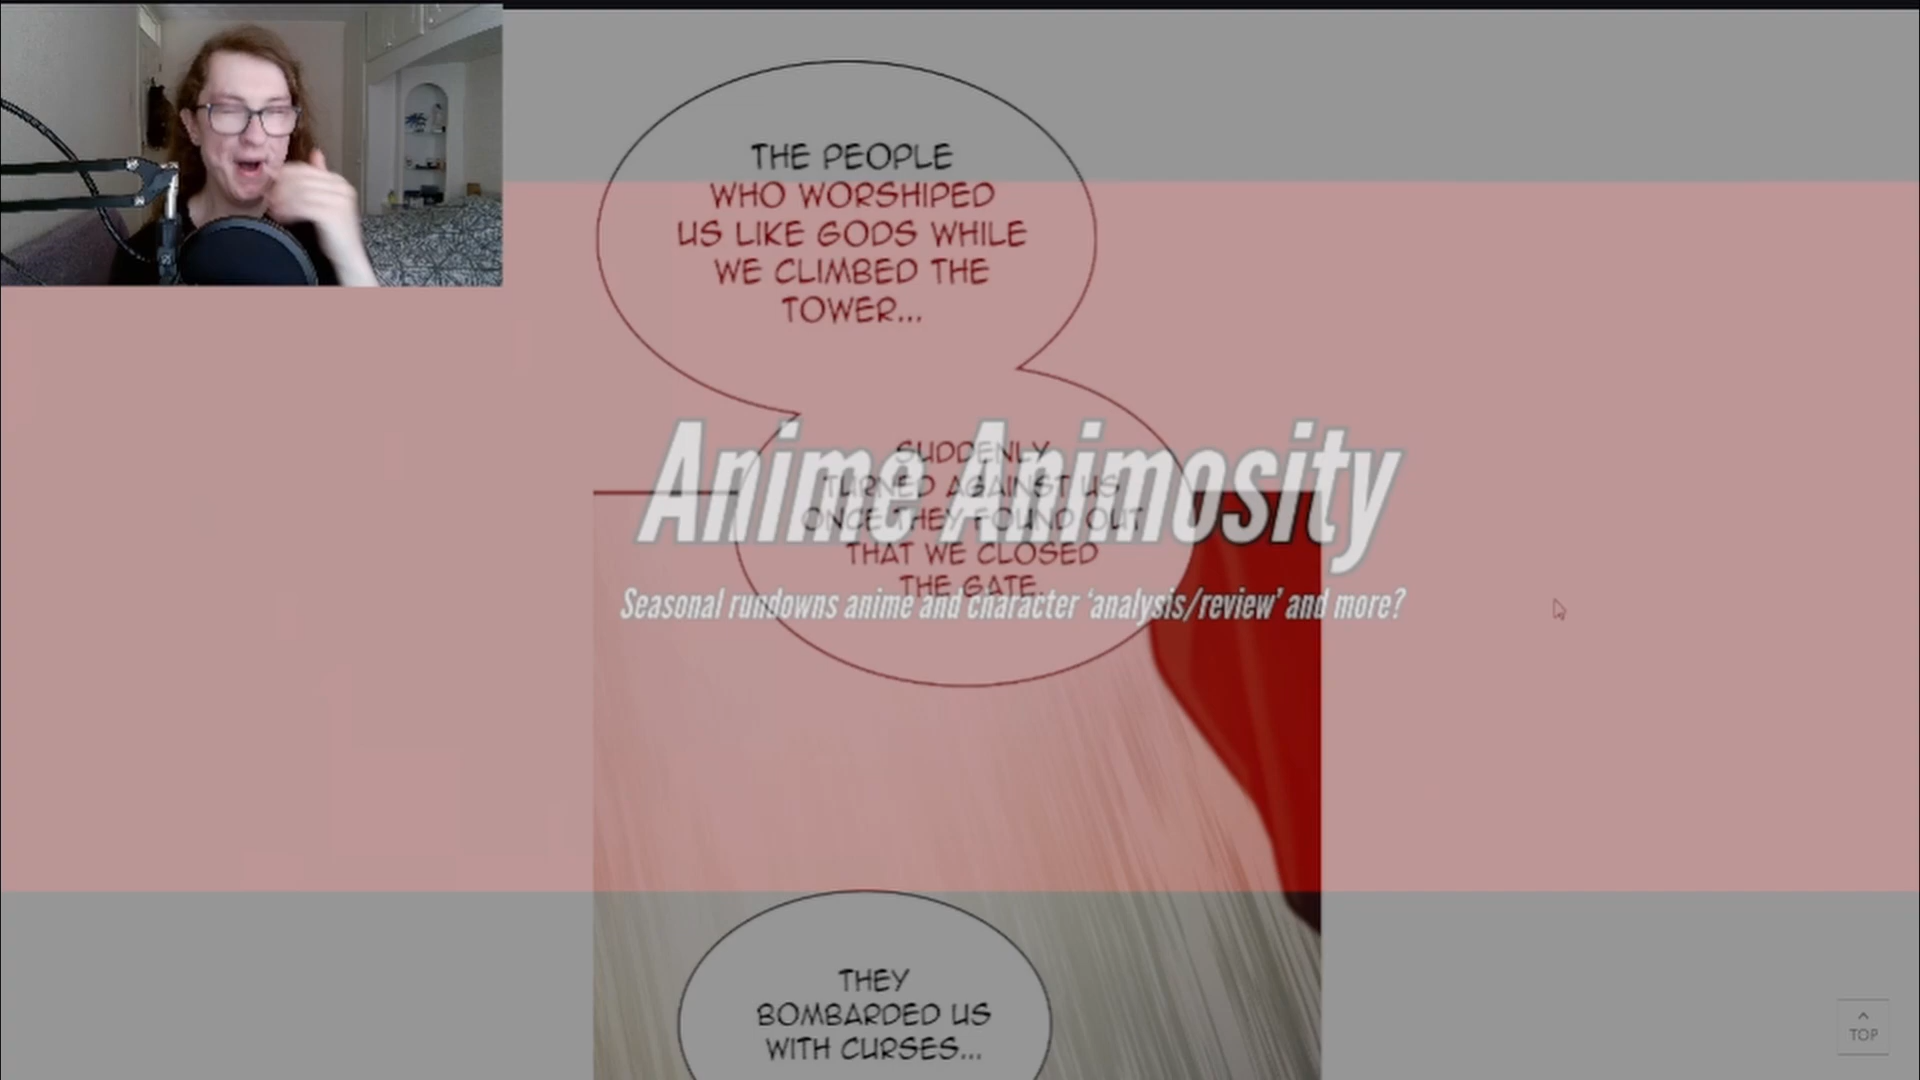 THE PEOPLE
WHO WORSHIPED
US LIKE GODS WHILE
WE CLIMBED THE
TOWER...
SUDDENLY
TURNED AGAINST US
ONCE THEY FOUND OUT
THAT WE CLOSED
THE GATE.
Anime Animosity
Seasonal rundowns anime and character ‘analysis/review’ and more?
THEY
BOMBARDED US
WITH CURSES...
TOP